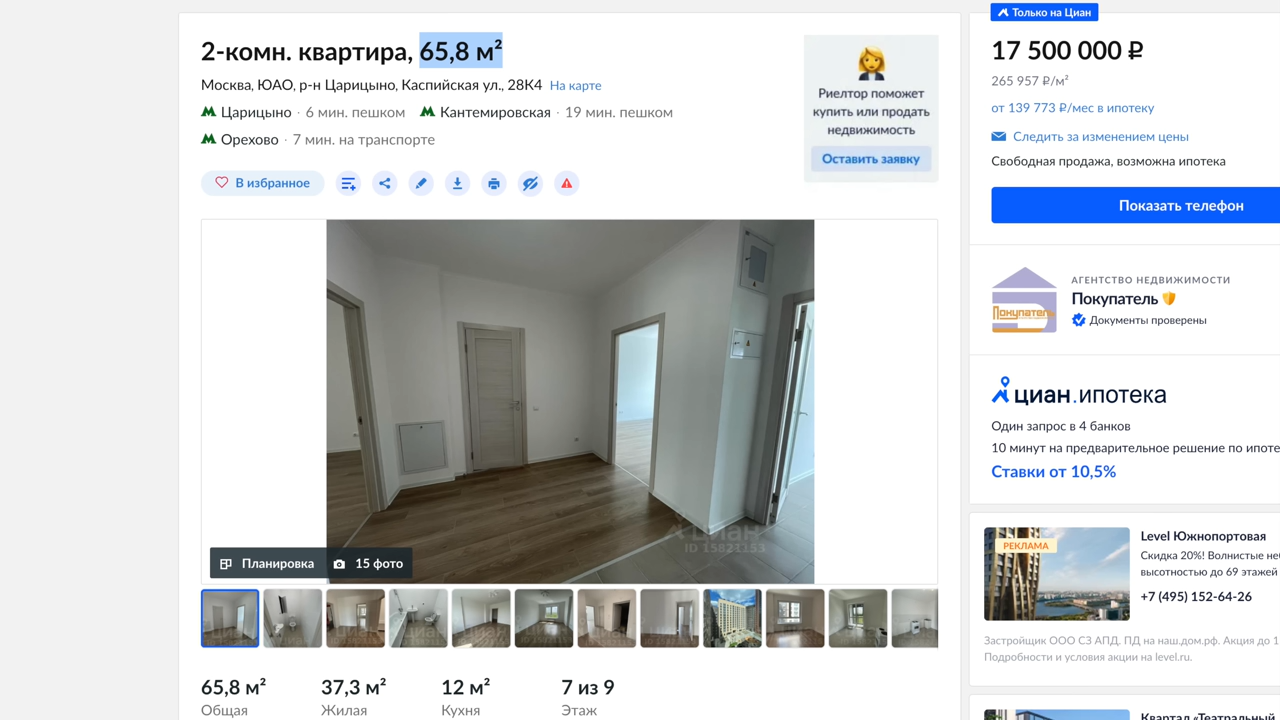 2-комн. квартира, 65,8 м²
Москва, ЮАО, р-н Царицыно, Каспийская ул., 28К4 На карте
Царицыно · 6 мин. пешком Кантемировская · 19 мин. пешком
Орехово · 7 мин. на транспорте
В избранное
Риелтор поможет
купить или продать
недвижимость
Оставить заявку
циан
ID 15823153
Планировка 15 фото
65,8 м² 37,3 м² 12 м² 7 из 9
Общая Жилая Кухня Этаж
Только на Циан
17 500 000 ₽
265 957 ₽/м²
от 139 773 ₽/мес в ипотеку
Следить за изменением цены
Свободная продажа, возможна ипотека
Показать телефон
АГЕНТСТВО НЕДВИЖИМОСТИ
Покупатель
Покупатель
Документы проверены
циан.ипотека
Один запрос в 4 банков
10 минут на предварительное решение по ипоте
Ставки от 10,5%
РЕКЛАМА
Level Южнопортовая
Скидка 20%! Волнистые не
высотностью до 69 этажей
+7 (495) 152-64-26
Застройщик ООО СЗ АПД. ПД на наш.дом.рф. Акция до 1
Подробности и условия акции на level.ru.
Квартал «Театральный